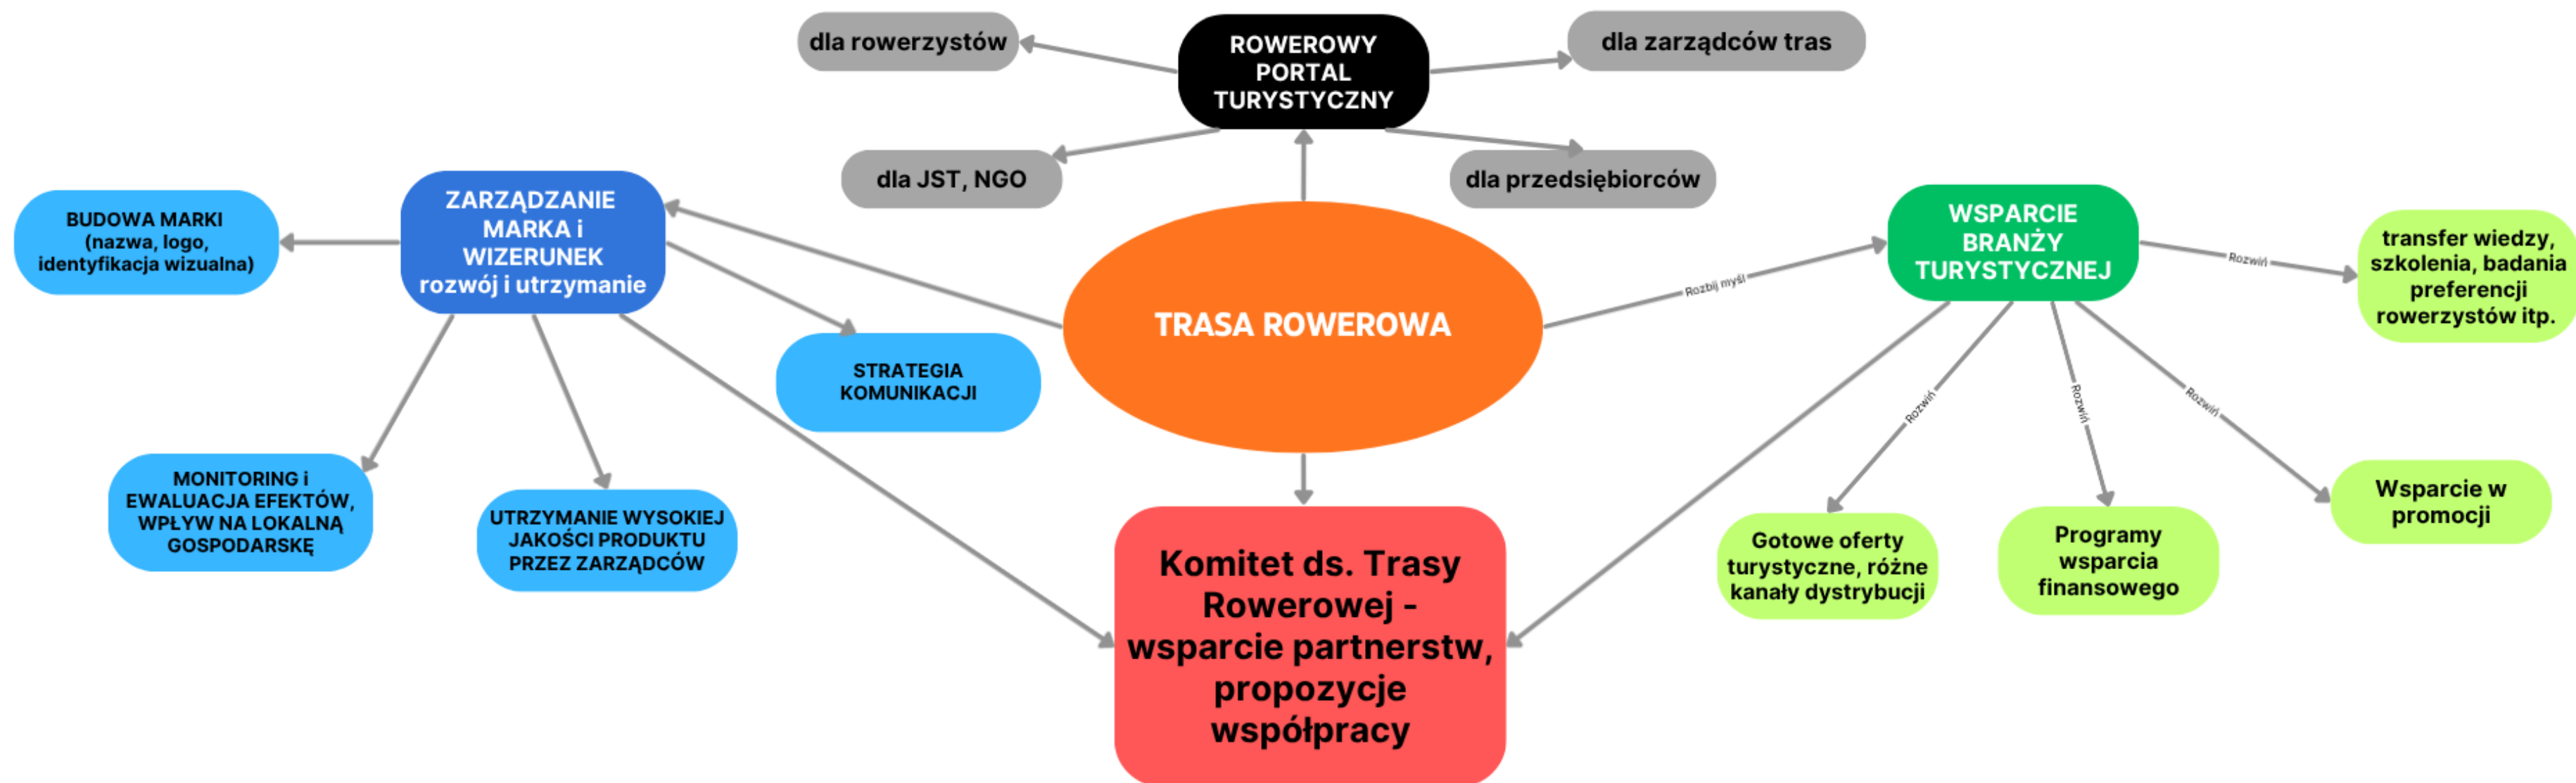 dla rowerzystów
ROWEROWY
PORTAL
TURYSTYCZNY
dla zarządców tras
dla JST, NGO
dla przedsiębiorców
ZARZĄDZANIE
MARKA i
WIZERUNEK
rozwój i utrzymanie
BUDOWA MARKI
(nazwa, logo,
identyfikacja wizualna)
STRATEGIA
KOMUNIKACJI
MONITORING i
EWALUACJA EFEKTÓW,
WPŁYW NA LOKALNĄ
GOSPODARSKĘ
UTRZYMANIE WYSOKIEJ
JAKOŚCI PRODUKTU
PRZEZ ZARZĄDCÓW
TRASA ROWEROWA
Rozbij myśl
WSPARCIE
BRANŻY
TURYSTYCZNEJ
Rozwiń
transfer wiedzy,
szkolenia, badania
preferencji
rowerzystów itp.
Rozwiń
Rozwiń
Rozwiń
Gotowe oferty
turystyczne, różne
kanały dystrybucji
Programy
wsparcia
finansowego
Wsparcie w
promocji
Komitet ds. Trasy
Rowerowej -
wsparcie partnerstw,
propozycje
współpracy